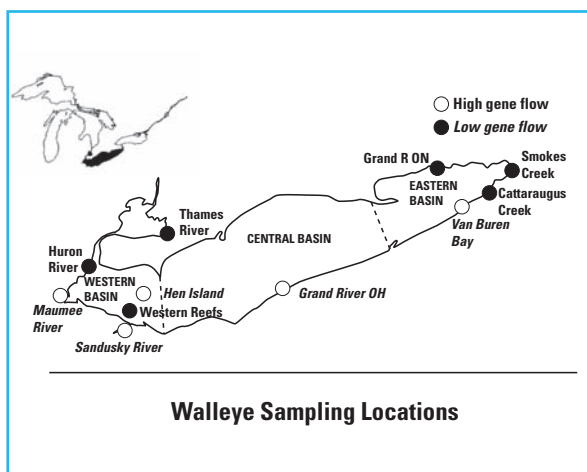 High gene flow
Low gene flow
Grand R ON
Smokes
Creek
EASTERN
BASIN
Cattaraugus
Creek
Van Buren
Bay
Thames
River
CENTRAL BASIN
Huron
River
WESTERN
BASIN
Hen Island
Grand River OH
Maumee
River
Western Reefs
Sandusky River
Walleye Sampling Locations